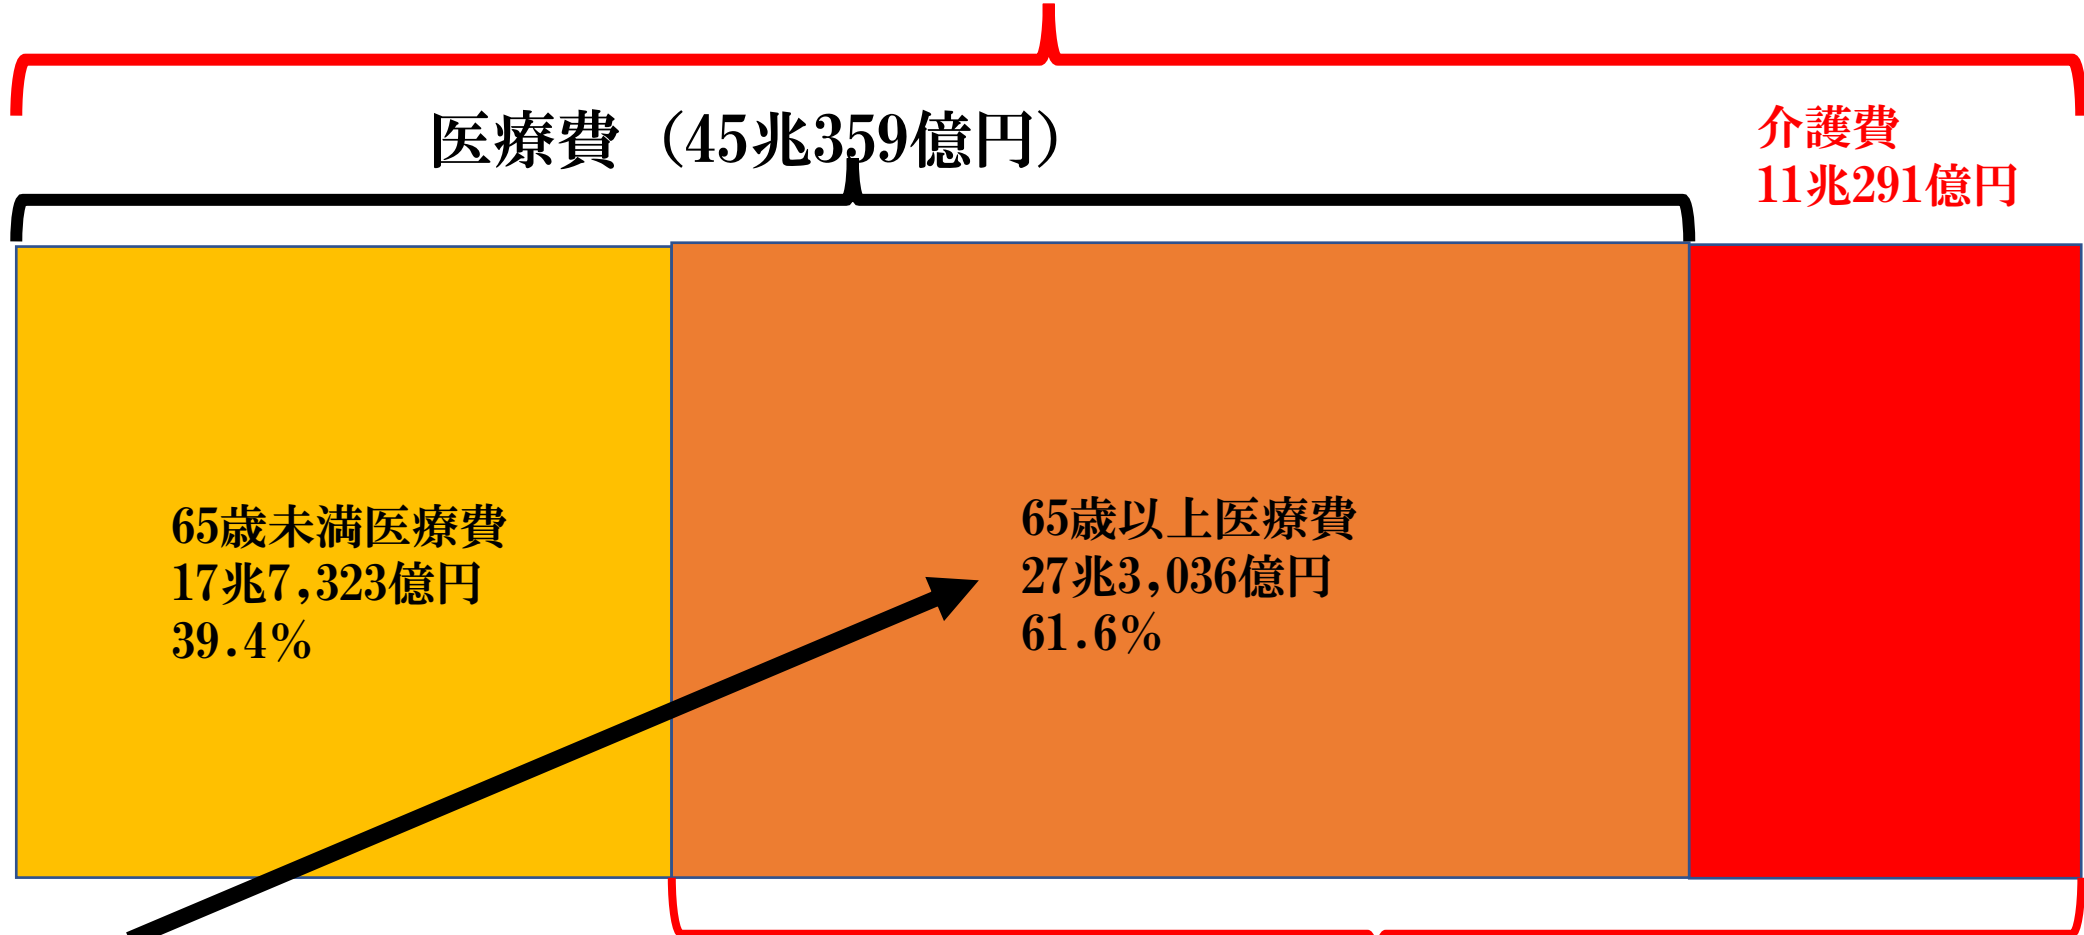 医療費（45兆359億円）
介護費
11兆291億円
65歳未満医療費
17兆7,323億円
39.4%
65歳以上医療費
27兆3,036億円
61.6%